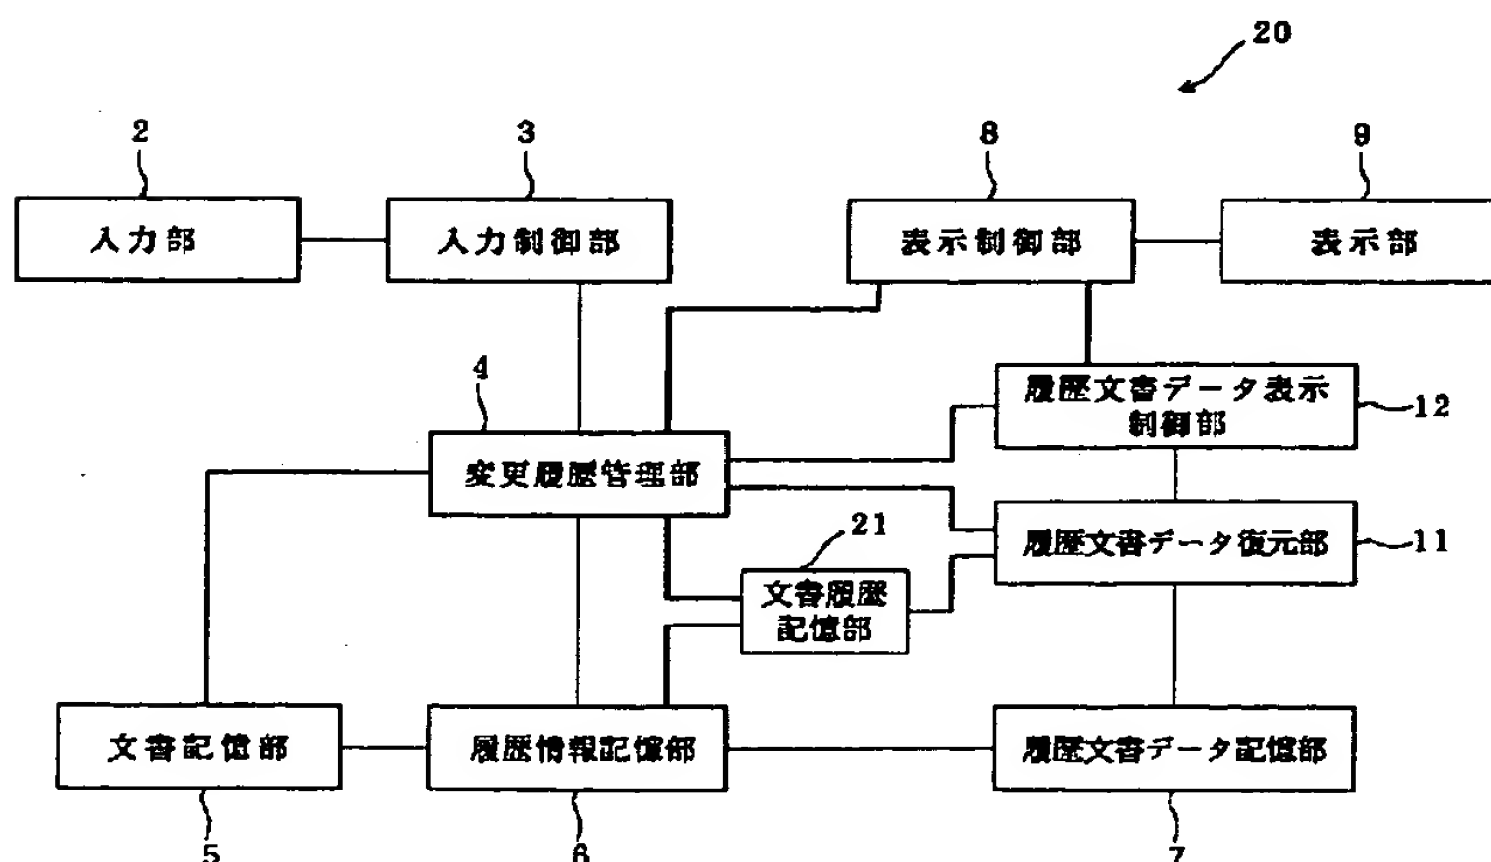 20
2
3
8
9
入力部
入力制御部
表示制御部
表示部
4
履歴文書データ表示
制御部
12
変更履歴管理部
21
履歴文書データ復元部
11
文書履歴
記憶部
文書記憶部
履歴情報記憶部
履歴文書データ記憶部
5
6
7